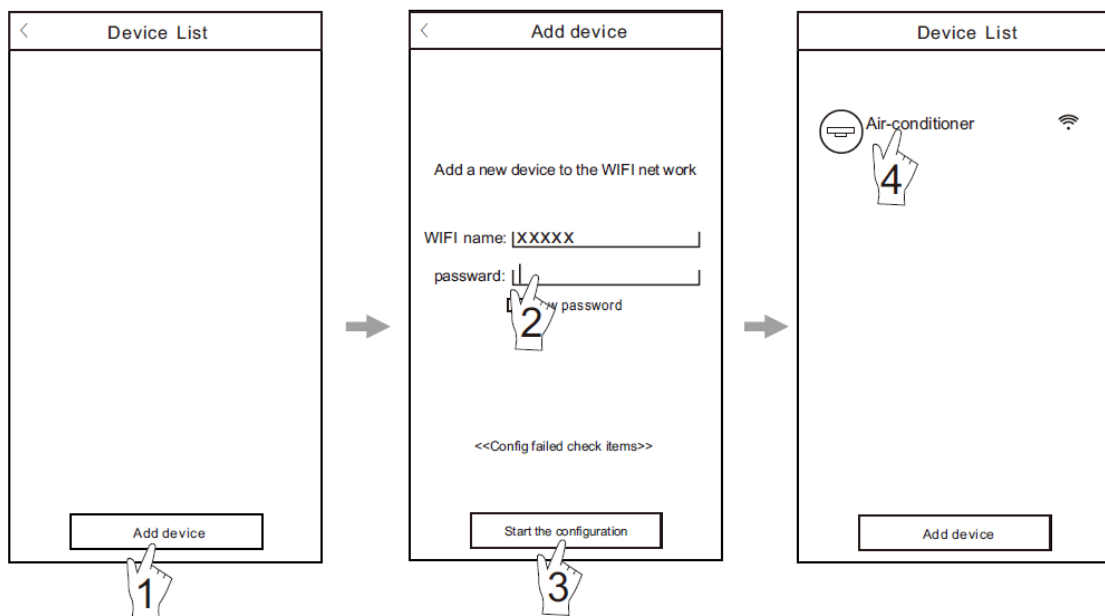 Device List
Add device
1
Add device
Add a new device to the WIFI net work
WIFI name: XXXXX
passward:
password
2
<<Config failed check items>>
Start the configuration
3
Device List
Air-conditioner
4
Add device